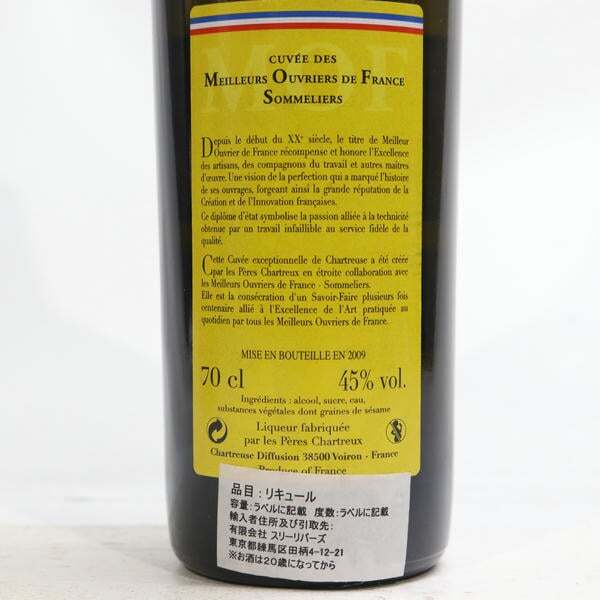 MOF
CUVÉE DES
MEILLEURS OUVRIERS DE FRANCE
SOMMELIERS
Depuis le début du XXe siècle, le titre de Meilleur
Ouvrier de France récompense et honore l'Excellence
des artisans, des compagnons du travail et autres maîtres
d'œuvre. Une vision de la perfection qui a marqué l'histoire
de ses ouvrages, forgeant ainsi la grande réputation de la
Création et de l'Innovation françaises.
Ce diplôme d'état symbolise la passion alliée à la technicité
obtenue par un travail infaillible au service fidèle de la
qualité.
Cette Cuvée exceptionnelle de Chartreuse a été créée
par les Pères Chartreux en étroite collaboration avec
les Meilleurs Ouvriers de France - Sommeliers.
Elle est la consécration d'un Savoir-Faire plusieurs fois
centenaire allié à l'Excellence de l'Art pratiquée au
quotidien par tous les Meilleurs Ouvriers de France.
MISE EN BOUTEILLE EN 2009
70 cl 45% vol.
Ingrédients : alcool, sucre, eau,
substances végétales dont graines de sésame
Liqueur fabriquée
par les Pères Chartreux
Chartreuse Diffusion 38500 Voiron - France
Produce of France
品目：リキュール
容量:ラベルに記載 度数:ラベルに記載
輸入者住所及び引取先:
有限会社 スリーリバーズ
東京都練馬区田柄4-12-21
※お酒は20歳になってから